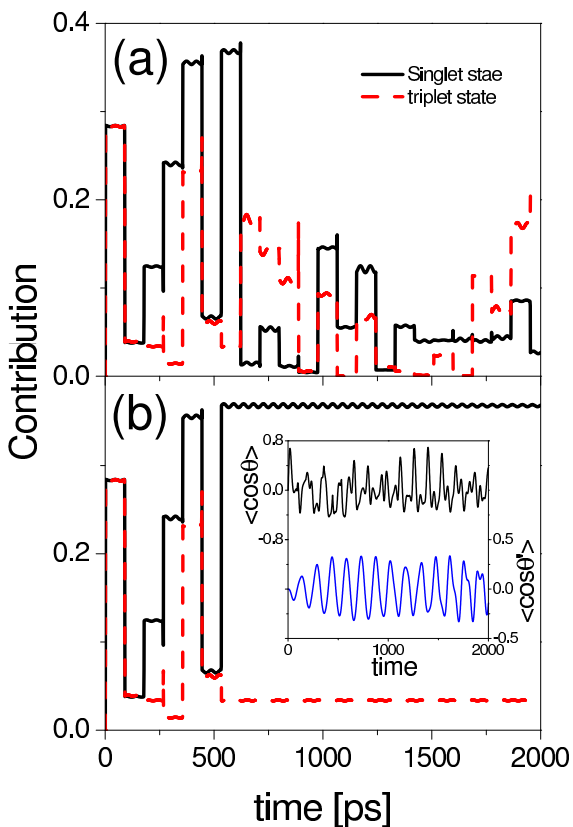 0.4
(a)
Singlet stae
triplet state
0.2
0.0
Contribution
(b)
0.2
0.0
0.8
0.0
-0.8
<cosθ>
0.5
0.0
-0.5
<cosθ'>
0 1000 2000
time
0 500 1000 1500 2000
time [ps]